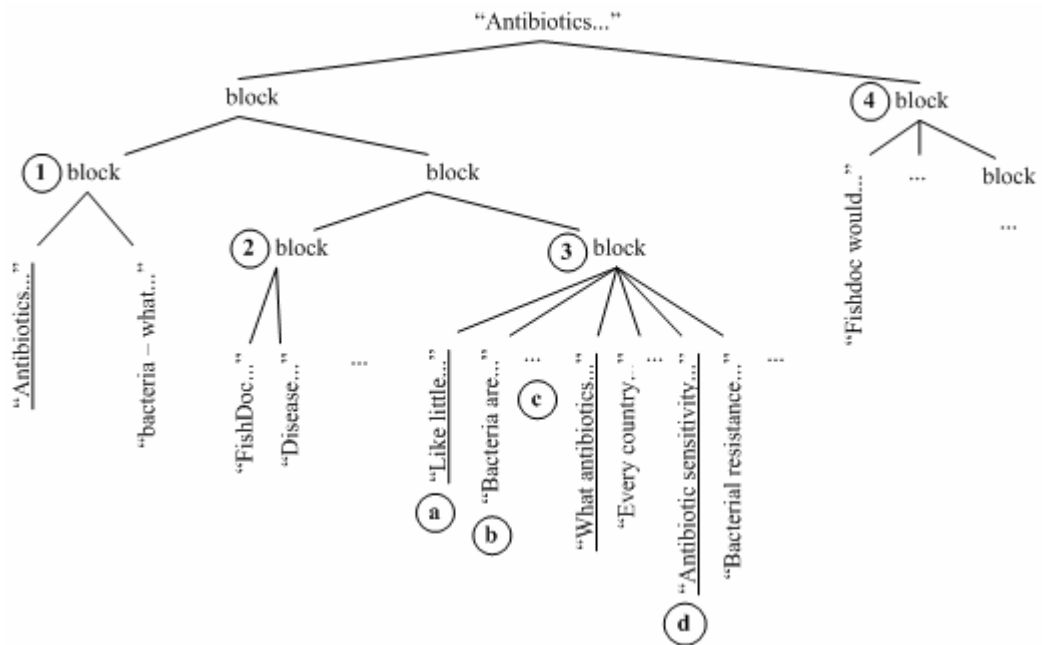 “Antibiotics...”
block
4 block
1 block
block
“Fishdoc would...”
...
block
...
2 block
3 block
“Antibiotics...”
“bacteria – what...”
“FishDoc...”
“Disease...”
...
“Like little...”
“Bacteria are...”
...
“What antibiotics...”
“Every country...”
...
“Antibiotic sensitivity...”
“Bacterial resistance...”
...
a
b
c
d